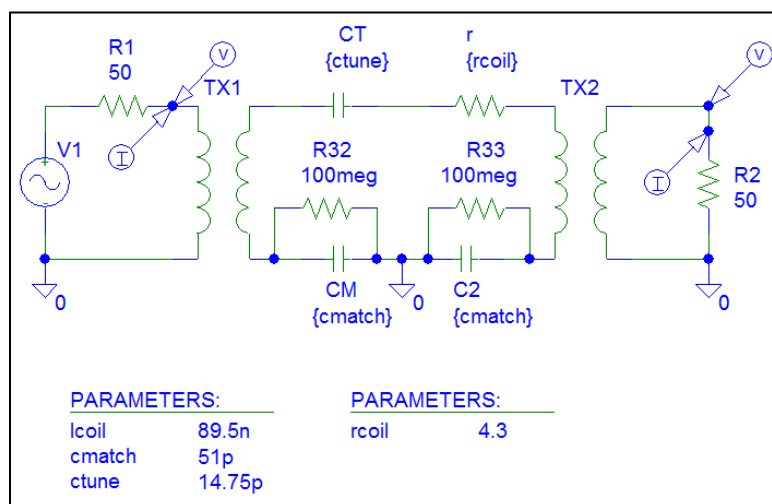 CT
{ctune}
r
{rcoil}
V
V
R1
50
TX1
TX2
I
V1
R32
100meg
R33
100meg
I
R2
50
0
CM
{cmatch}
0
C2
{cmatch}
0
PARAMETERS:
lcoil 89.5n
cmatch 51p
ctune 14.75p
PARAMETERS:
rcoil 4.3